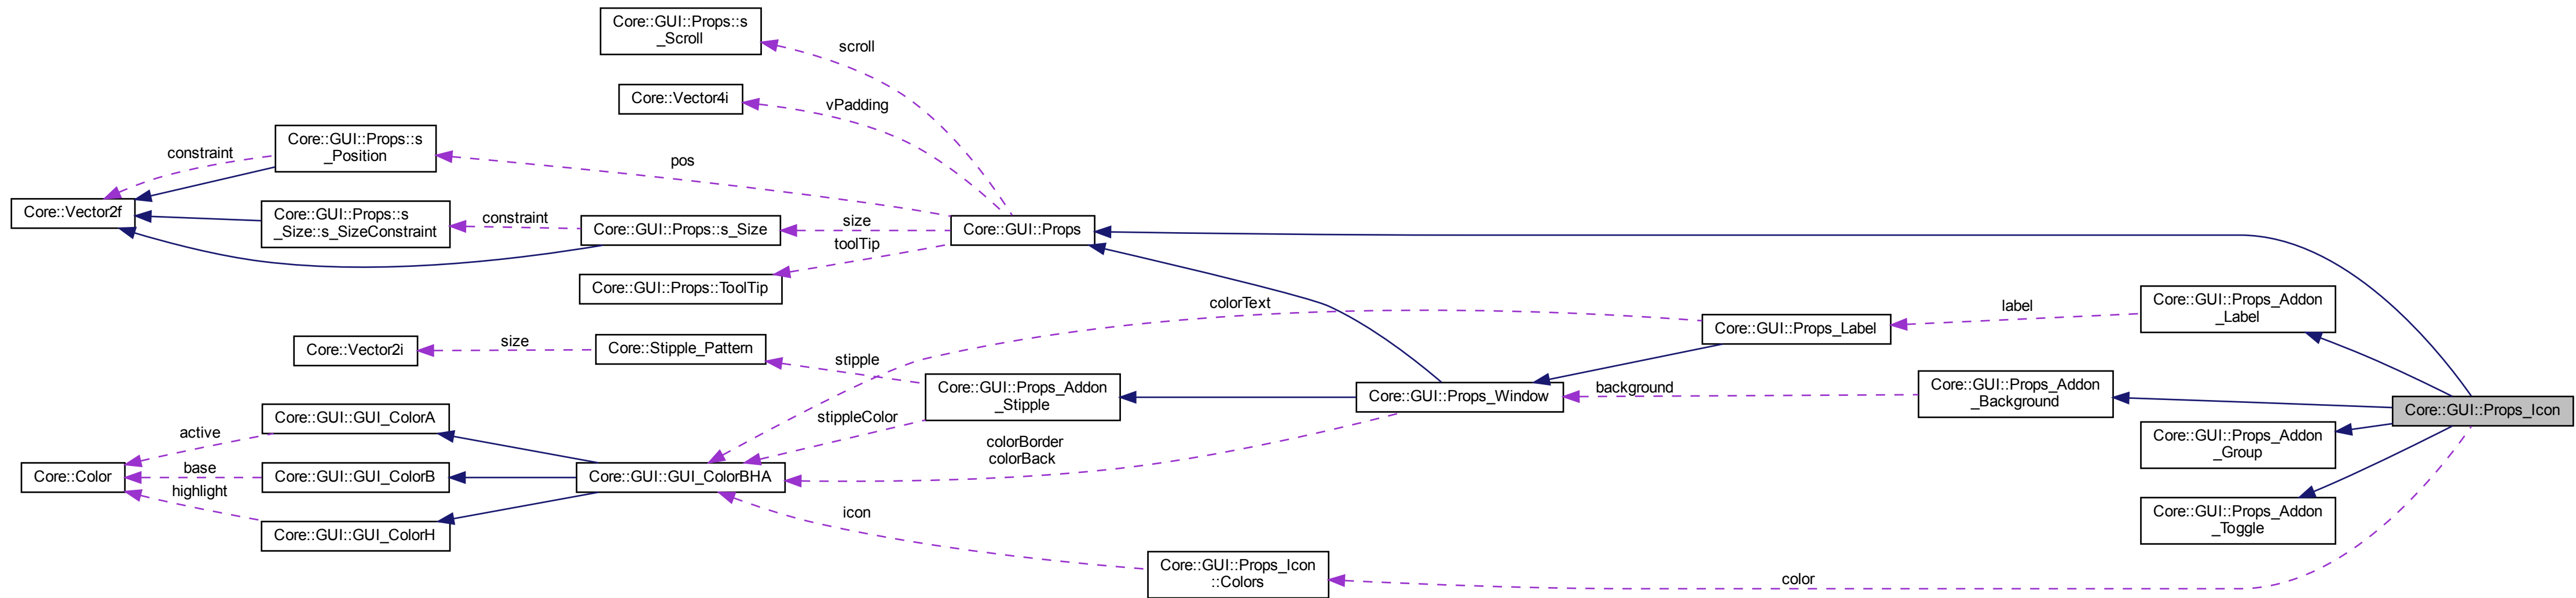 Core::GUI::Props::s
_Scroll
scroll
Core::Vector4i
vPadding
Core::GUI::Props::s
_Position
constraint
pos
Core::Vector2f
Core::GUI::Props::s
_Size::s_SizeConstraint
constraint
Core::GUI::Props::s_Size
size
Core::GUI::Props
toolTip
Core::GUI::Props::ToolTip
colorText
Core::GUI::Props_Label
label
Core::GUI::Props_Addon
_Label
Core::Vector2i
size
Core::Stipple_Pattern
stipple
Core::GUI::Props_Addon
_Stipple
Core::GUI::Props_Window
background
Core::GUI::Props_Addon
_Background
Core::GUI::Props_Icon
Core::GUI::GUI_ColorA
active
stippleColor
Core::GUI::Props_Addon
_Group
Core::Color
base
Core::GUI::GUI_ColorB
Core::GUI::GUI_ColorBHA
colorBorder
colorBack
highlight
Core::GUI::GUI_ColorH
icon
Core::GUI::Props_Addon
_Toggle
Core::GUI::Props_Icon
::Colors
color